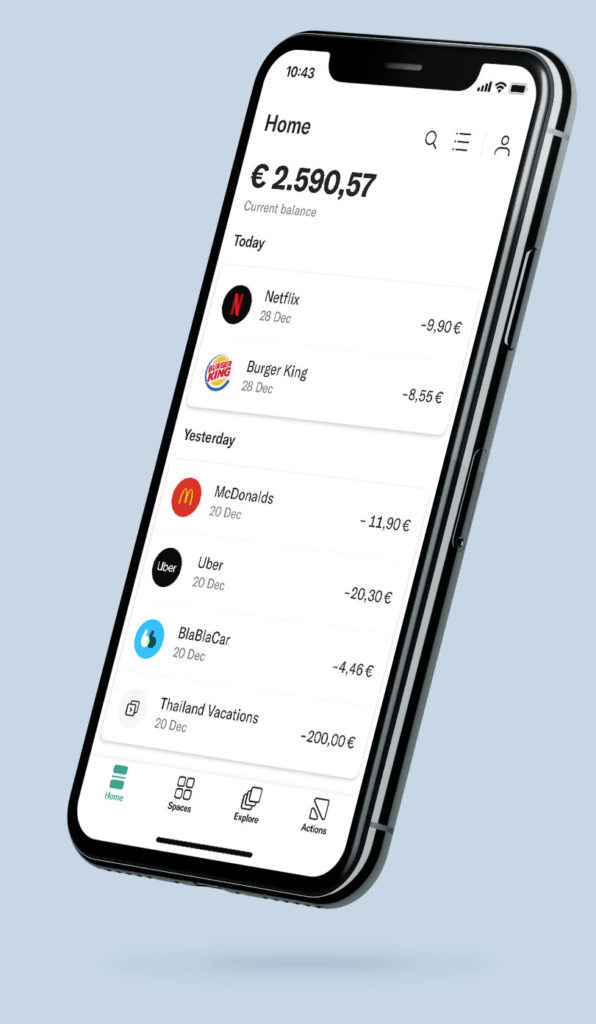 10:43
Home
€ 2.590,57
Current balance
Today
Netflix
28 Dec
-9,90 €
BURGER
KING
Burger King
28 Dec
-8,55 €
Yesterday
McDonalds
20 Dec
- 11,90 €
Uber
Uber
20 Dec
-20,30 €
BlaBlaCar
20 Dec
-4,46 €
Thailand Vacations
20 Dec
-200,00 €
Home
Spaces
Explore
Actions